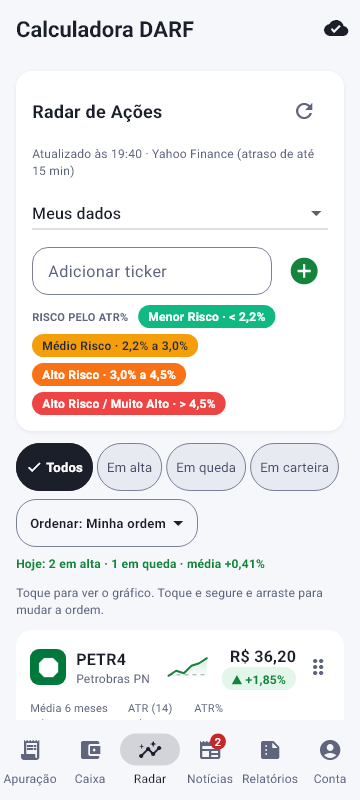 Calculadora DARF
Radar de Ações
Atualizado às 19:40 · Yahoo Finance (atraso de até
15 min)
Meus dados
Adicionar ticker
RISCO PELO ATR%
Menor Risco · < 2,2%
Médio Risco · 2,2% a 3,0%
Alto Risco · 3,0% a 4,5%
Alto Risco / Muito Alto · > 4,5%
Todos
Em alta
Em queda
Em carteira
Ordenar: Minha ordem
Hoje: 2 em alta · 1 em queda · média +0,41%
Toque para ver o gráfico. Toque e segure e arraste para
mudar a ordem.
PETR4
Petrobras PN
R$ 36,20
▲ +1,85%
Média 6 meses
ATR (14)
ATR%
2
Apuração
Caixa
Radar
Notícias
Relatórios
Conta